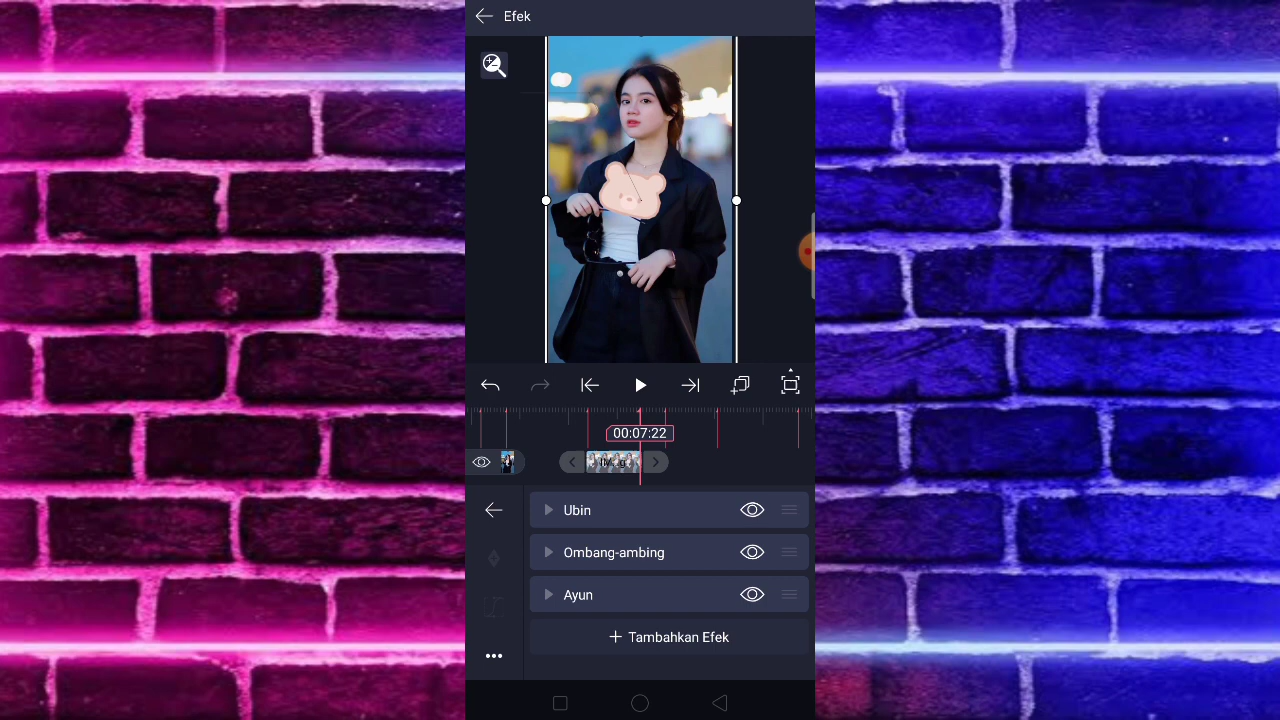 Efek
00:07:22
Ubin
Ombang-ambing
Ayun
+ Tambahkan Efek